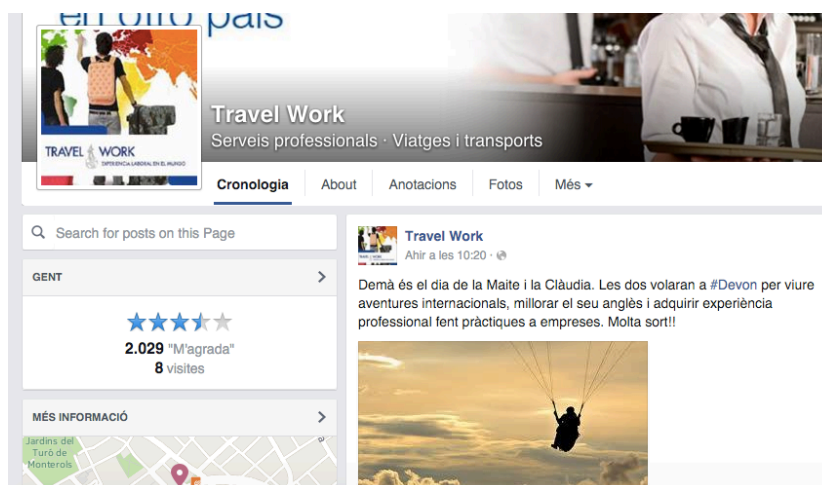 en otro país
TRAVEL WORK
EXPERIENCIA LABORAL EN EL MUNDO
Travel Work
Serveis professionals · Viatges i transports
Cronologia About Anotacions Fotos Més
Search for posts on this Page
GENT
2.029 "M'agrada"
8 visites
MÉS INFORMACIÓ
Jardins del
Turó de
Monterols
Travel Work
Ahir a les 10:20
Demà és el dia de la Maite i la Clàudia. Les dos volaran a #Devon per viure
aventures internacionals, millorar el seu anglès i adquirir experiència
professional fent pràctiques a empreses. Molta sort!!